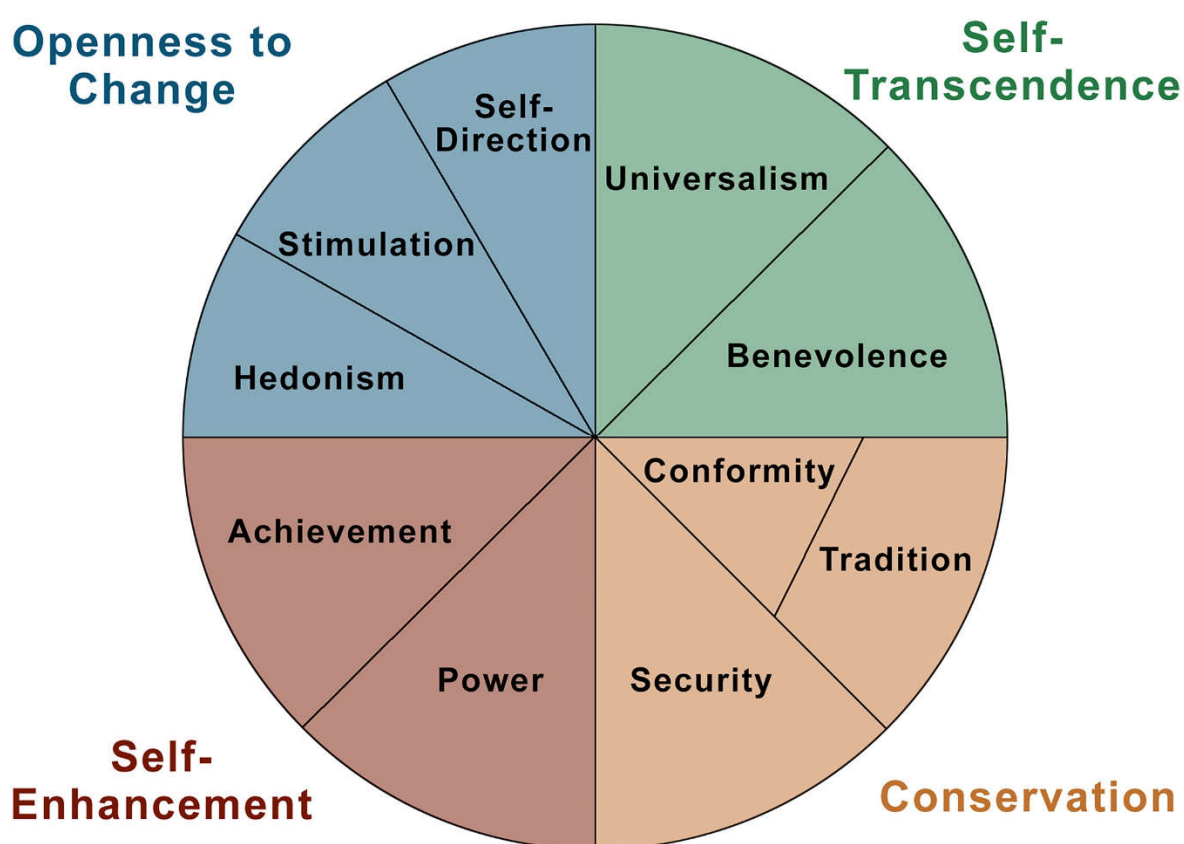 Openness to
Change
Self-
Transcendence
Self-
Direction
Universalism
Stimulation
Benevolence
Hedonism
Conformity
Achievement
Tradition
Power
Security
Self-
Enhancement
Conservation